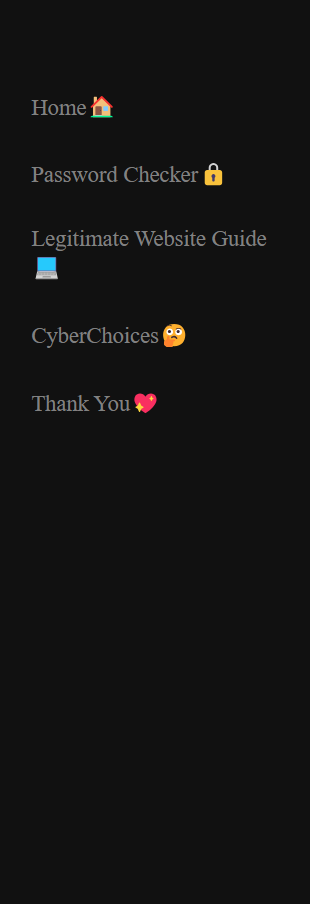 Home🏠
Password Checker🔒
Legitimate Website Guide
💻
CyberChoices🤔
Thank You💖